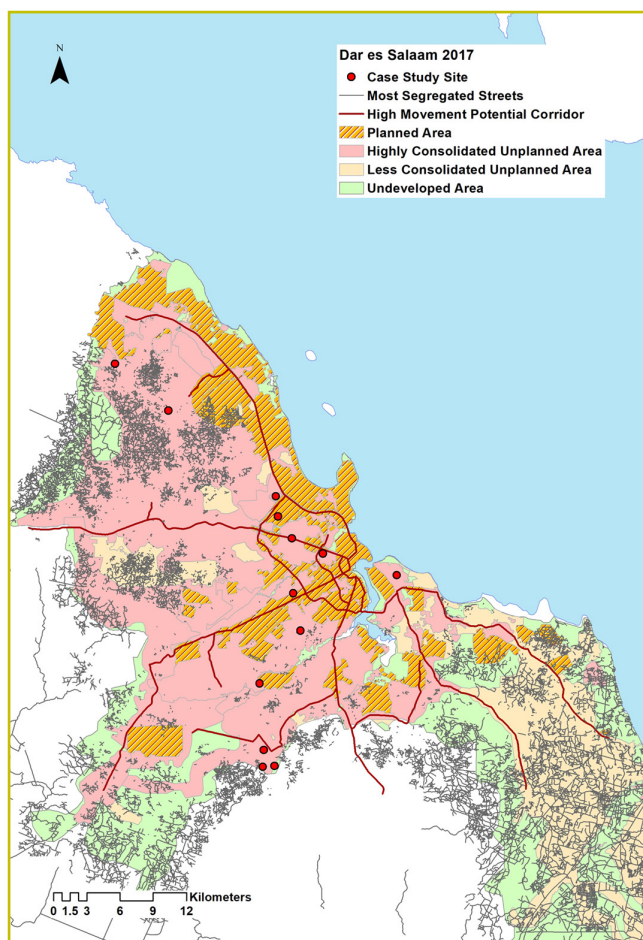 N
Dar es Salaam 2017
Case Study Site
Most Segregated Streets
High Movement Potential Corridor
Planned Area
Highly Consolidated Unplanned Area
Less Consolidated Unplanned Area
Undeveloped Area
Kilometers
0 1.5 3 6 9 12